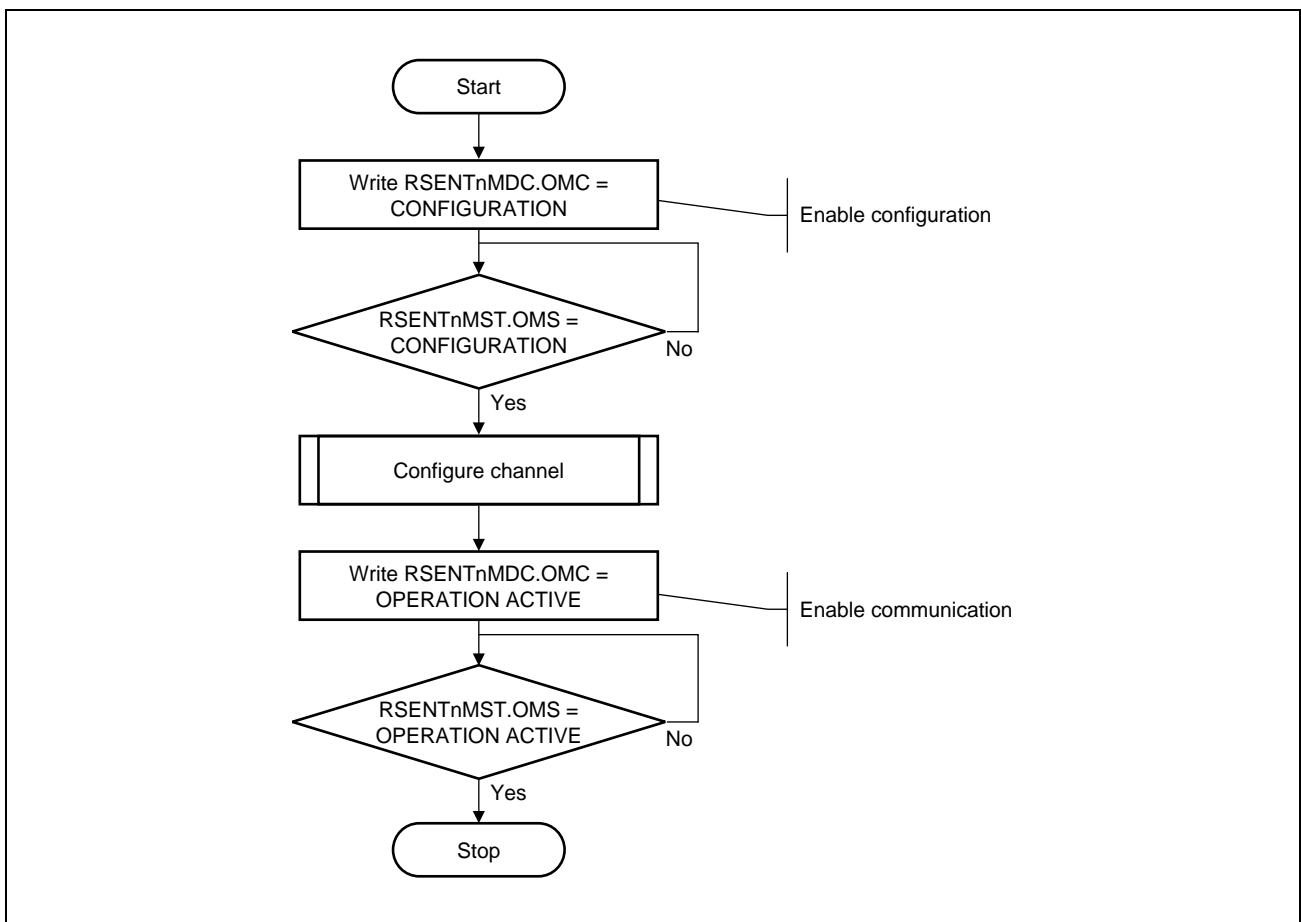 Start
Write RSENTnMDC.OMC =
CONFIGURATION
Enable configuration
RSENTnMST.OMS =
CONFIGURATION
No
Yes
Configure channel
Write RSENTnMDC.OMC =
OPERATION ACTIVE
Enable communication
RSENTnMST.OMS =
OPERATION ACTIVE
No
Yes
Stop